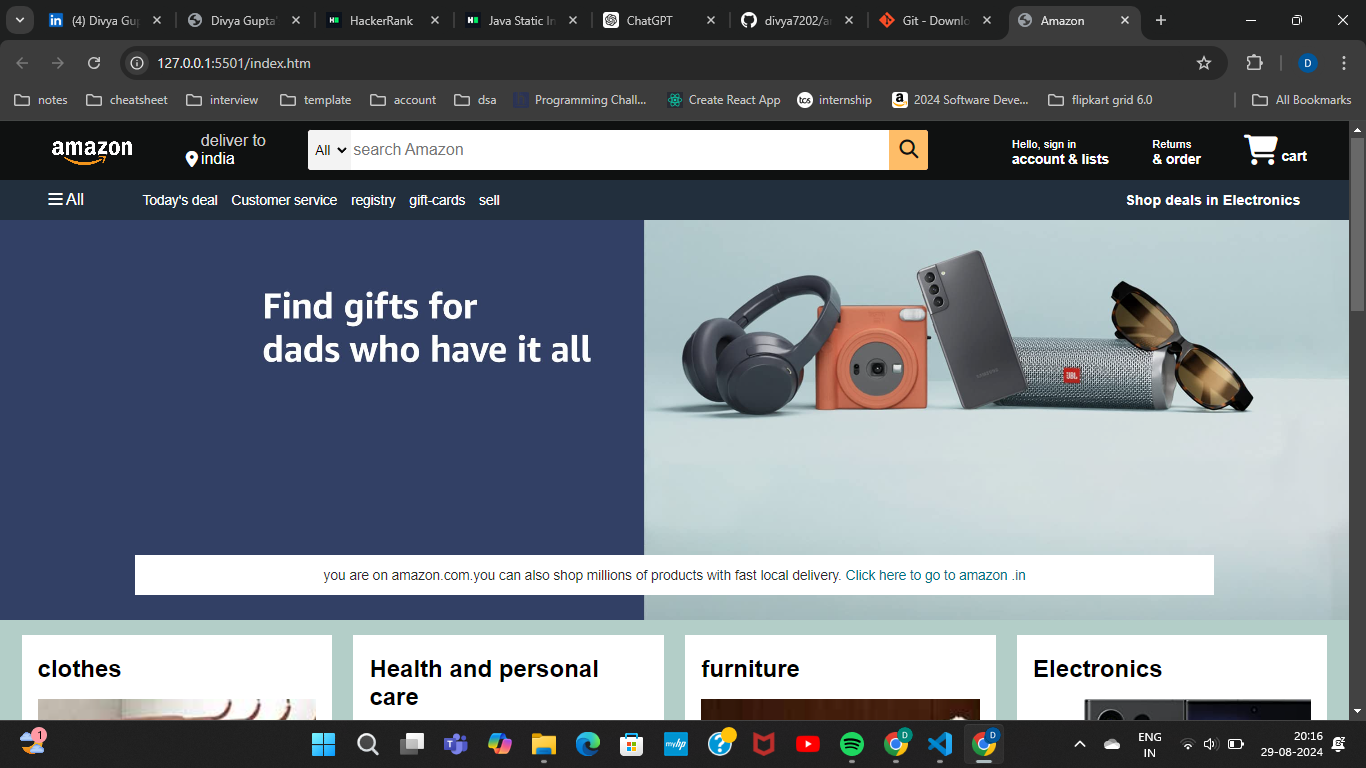 (4) Divya Gup
Divya Gupta'
HackerRank
Java Static In
ChatGPT
divya7202/a
Git - Downlo
Amazon
127.0.0.1:5501/index.htm
D
notes
cheatsheet
interview
template
account
dsa
Programming Chall...
Create React App
tcs
internship
2024 Software Deve...
flipkart grid 6.0
All Bookmarks
amazon
deliver to
india
All
search Amazon
Hello, sign in
account & lists
Returns
& order
cart
All
Today's deal
Customer service
registry
gift-cards
sell
Shop deals in Electronics
Find gifts for
dads who have it all
SAMSUNG
JBL
you are on amazon.com.you can also shop millions of products with fast local delivery. Click here to go to amazon .in
clothes
Health and personal
care
furniture
Electronics
1
myhp
D
D
ENG
IN
20:16
29-08-2024